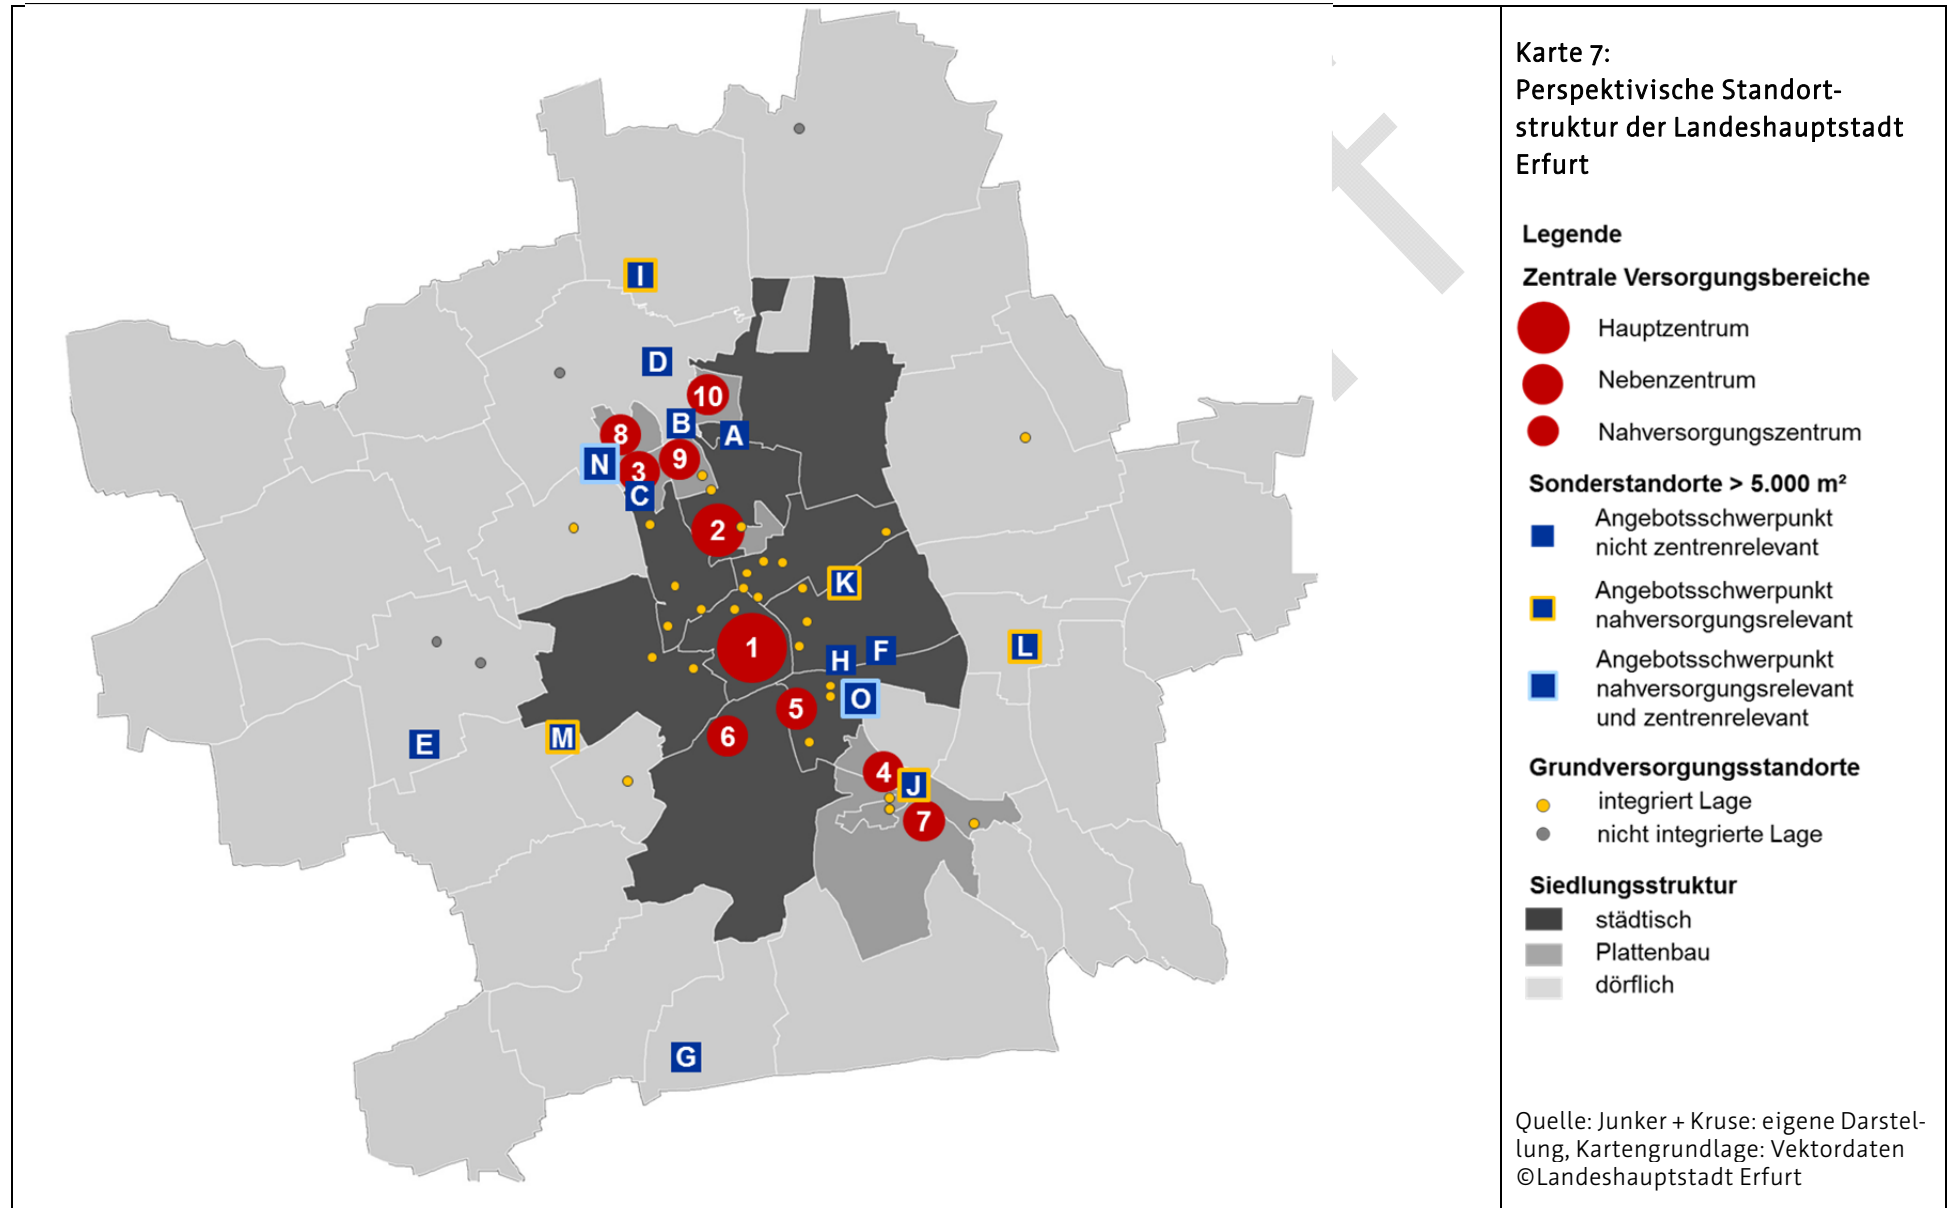 Karte 7:
Perspektivische Standort-
struktur der Landeshauptstadt
Erfurt
Legende
Zentrale Versorgungsbereiche
Hauptzentrum
Nebenzentrum
Nahversorgungszentrum
Sonderstandorte > 5.000 m²
Angebotsschwerpunkt
nicht zentrenrelevant
Angebotsschwerpunkt
nahversorgungsrelevant
Angebotsschwerpunkt
nahversorgungsrelevant
und zentrenrelevant
Grundversorgungsstandorte
integriert Lage
nicht integrierte Lage
Siedlungsstruktur
städtisch
Plattenbau
dörflich
Quelle: Junker + Kruse: eigene Darstel-
lung, Kartengrundlage: Vektordaten
©Landeshauptstadt Erfurt
I
D
10
B
A
8
9
N
3
C
2
K
1
L
H
F
O
5
6
M
E
4
J
7
G